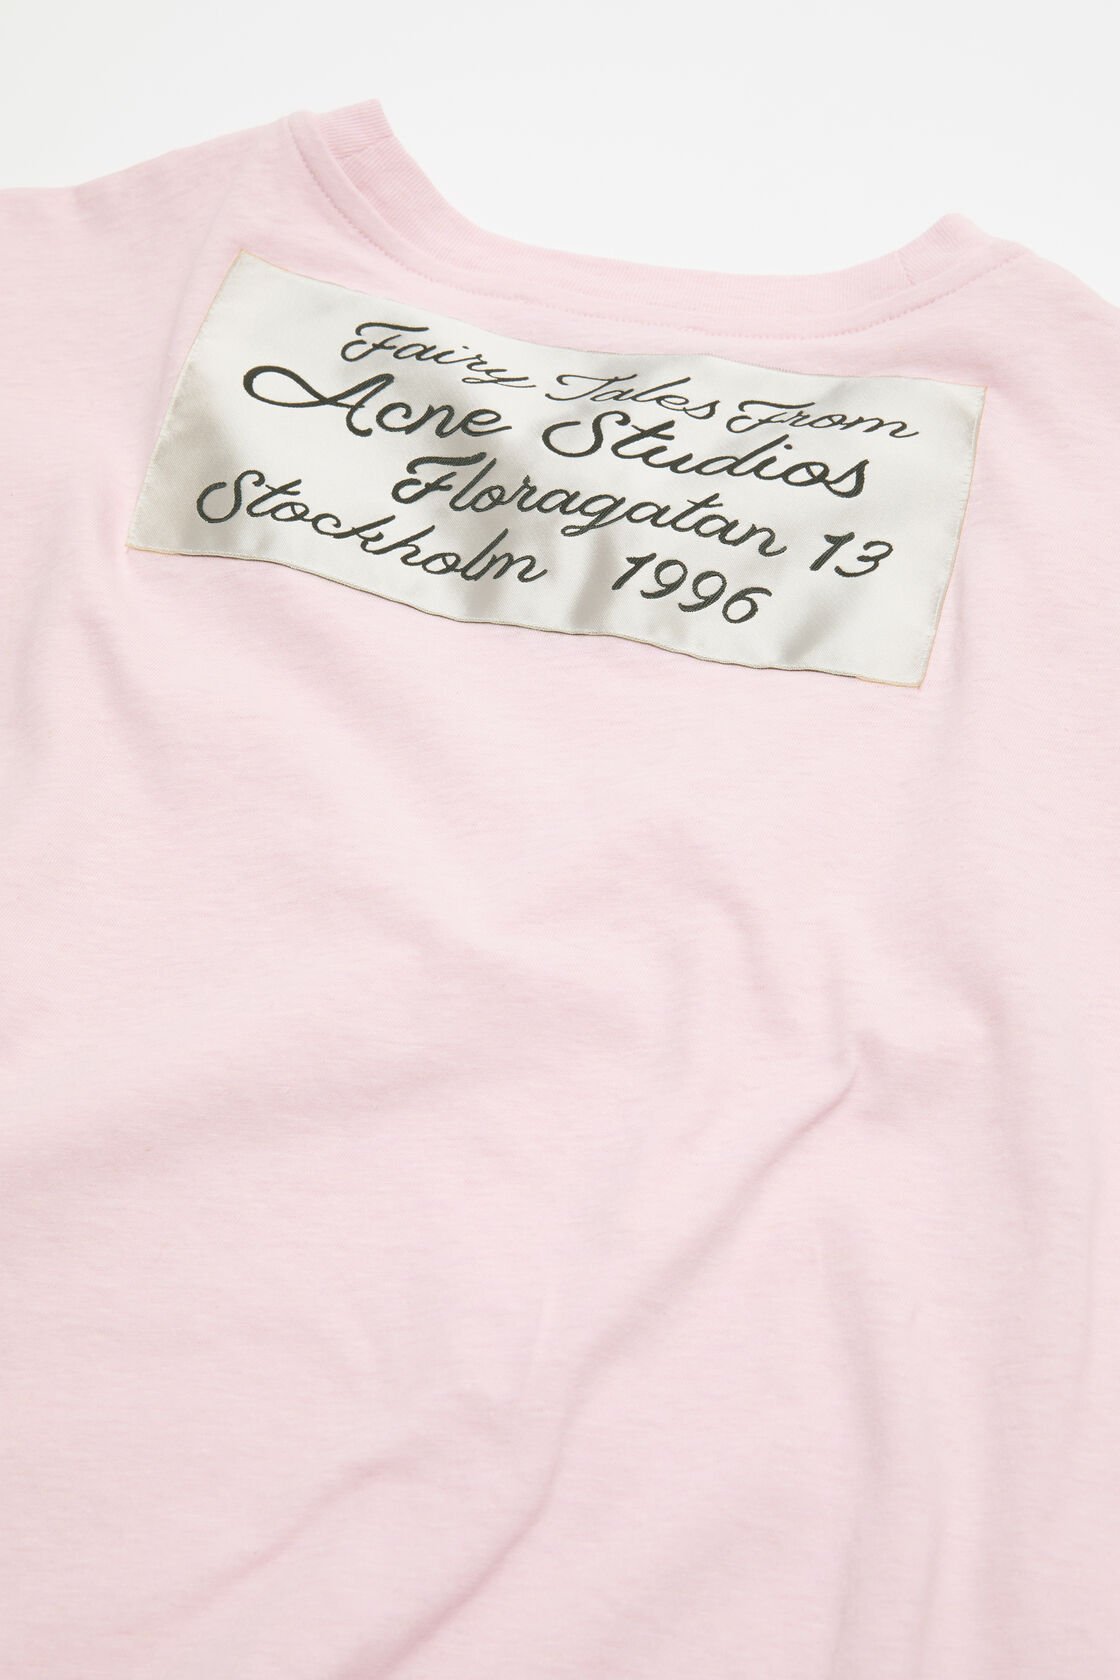 Fairy Tales From
Acne Studios
Floragatan 13
Stockholm 1996